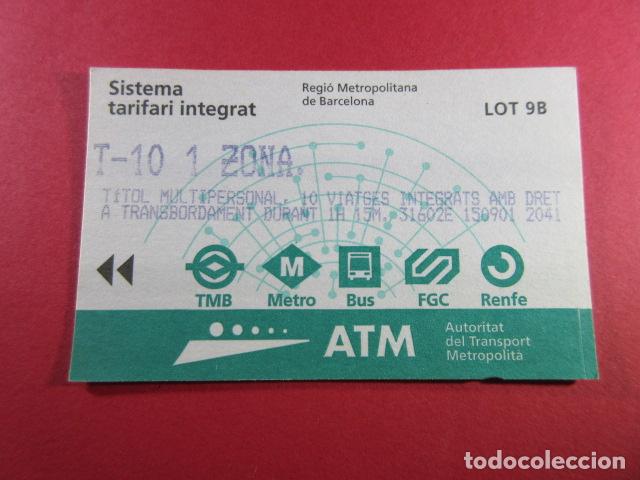 Sistema
tarifari integrat
Regió Metropolitana
de Barcelona
LOT 9B
T-10 1 ZONA.
TÍTOL MULTIPERSONAL, 10 VIATGES INTEGRATS AMB DRET
A TRANSBORDAMENT DURANT 1H 15M. 31602E 150901 2041
M
TMB
Metro
Bus
FGC
Renfe
ATM
Autoritat
del Transport
Metropolità
todocoleccion